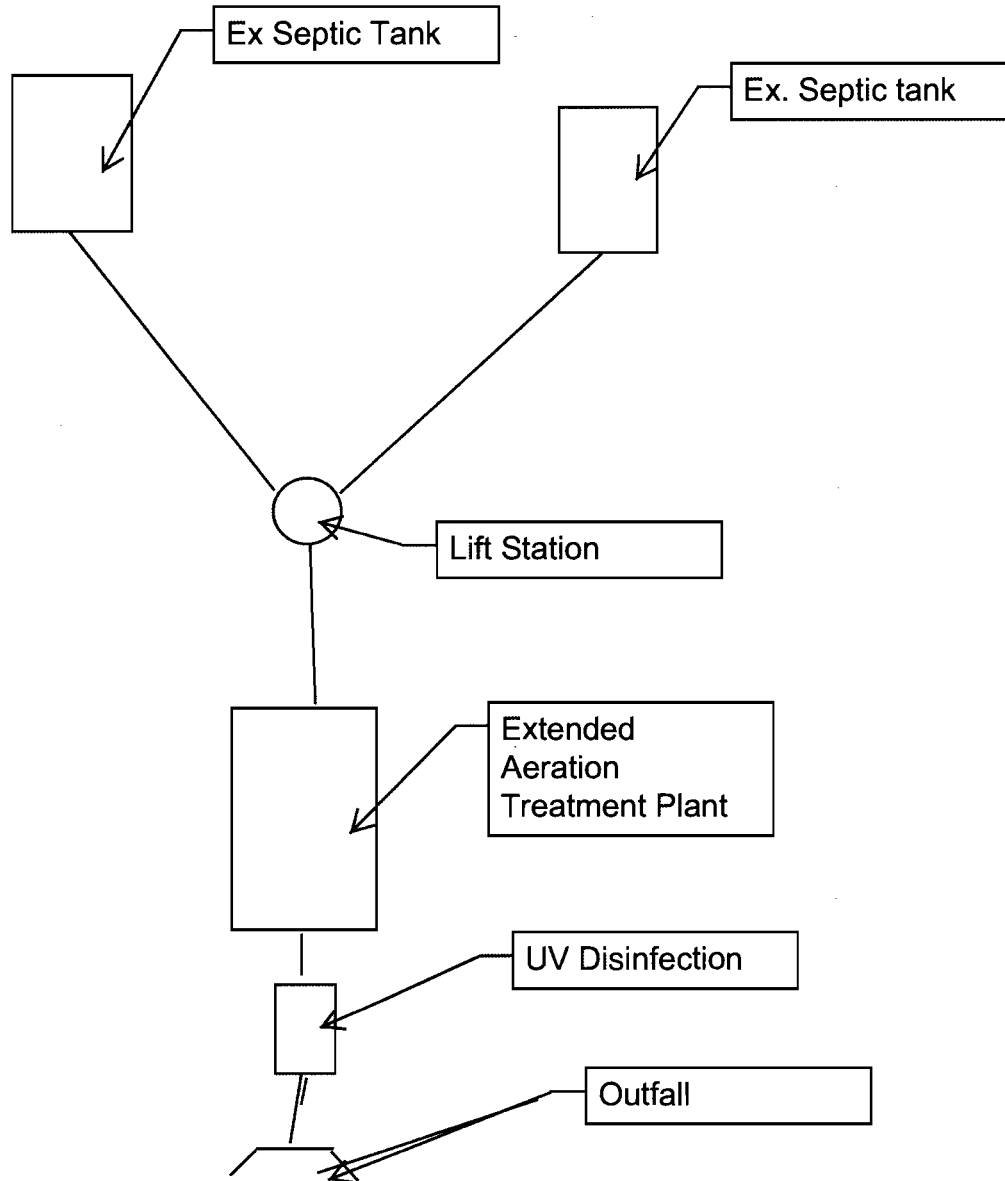 Ex Septic Tank
Ex. Septic tank
Lift Station
Extended
Aeration
Treatment Plant
UV Disinfection
Outfall